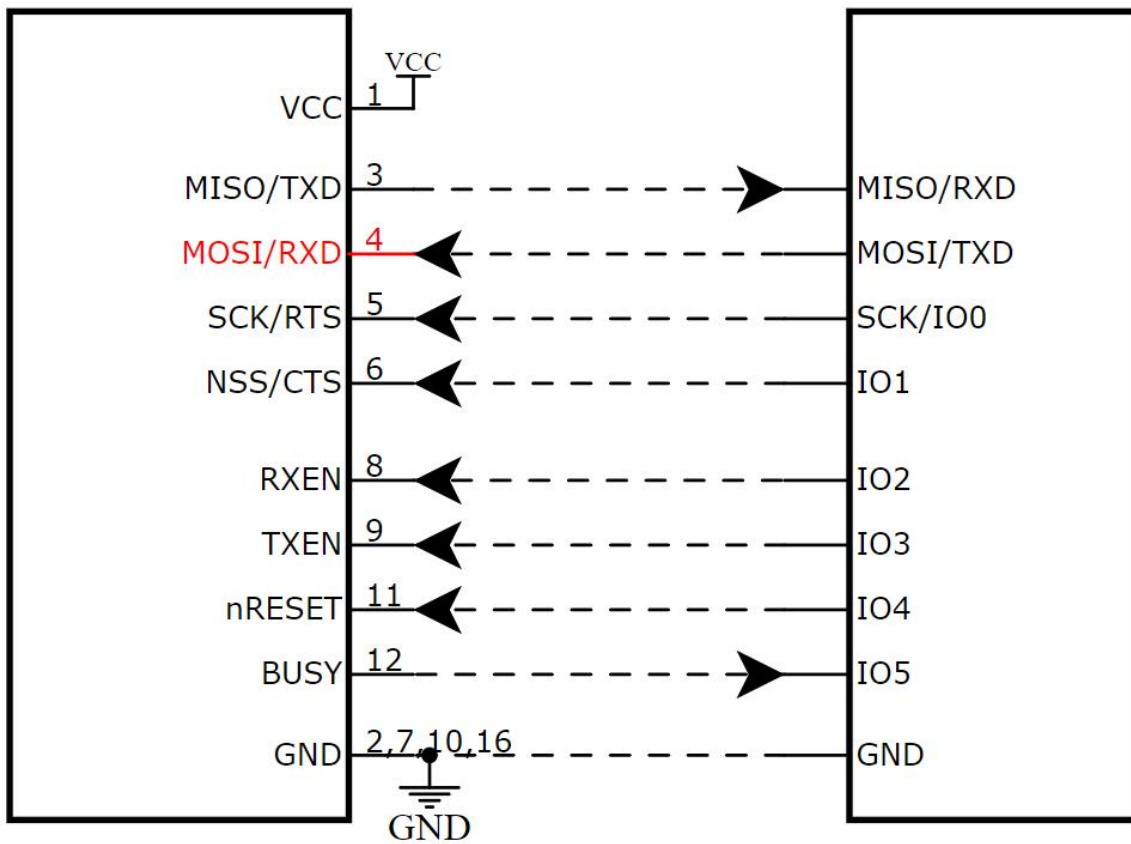 VCC
VCC 1
MISO/TXD 3 MISO/RXD
MOSI/RXD 4 MOSI/TXD
SCK/RTS 5 SCK/IO0
NSS/CTS 6 IO1
RXEN 8 IO2
TXEN 9 IO3
nRESET 11 IO4
BUSY 12 IO5
GND 2,7,10,16 GND
GND